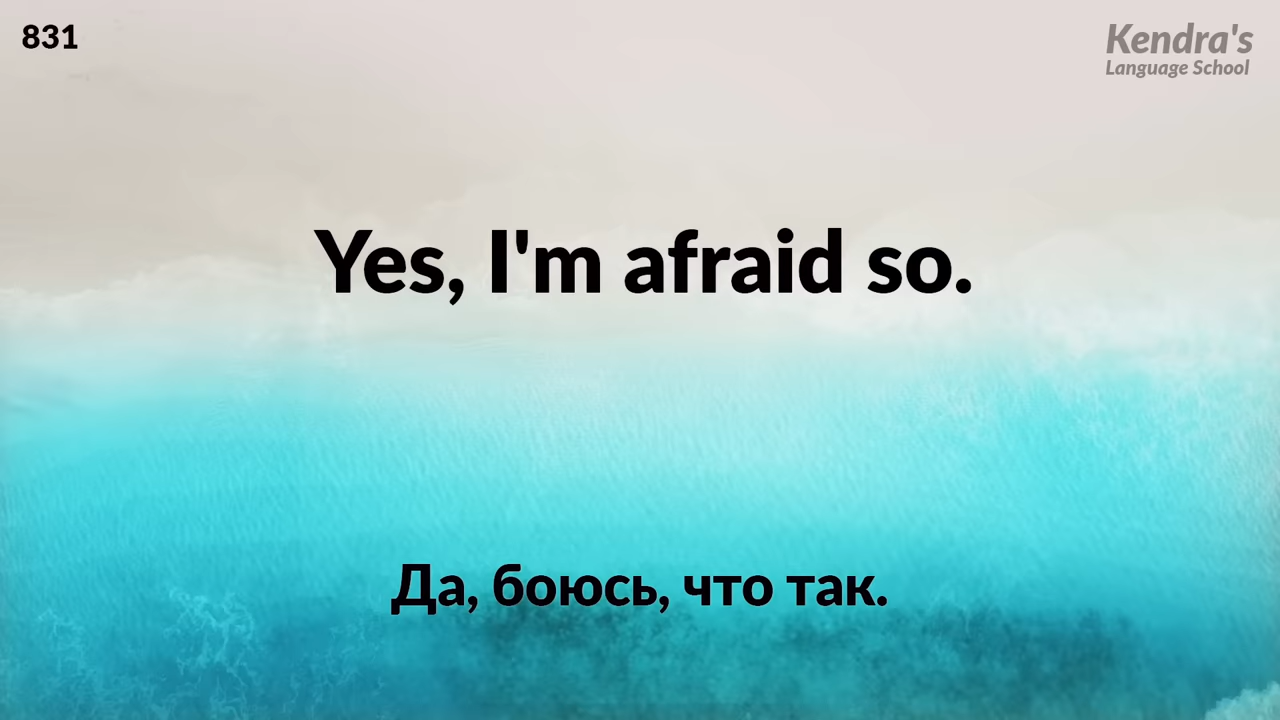 831
Kendra's
Language School
Yes, I'm afraid so.
Да, боюсь, что так.